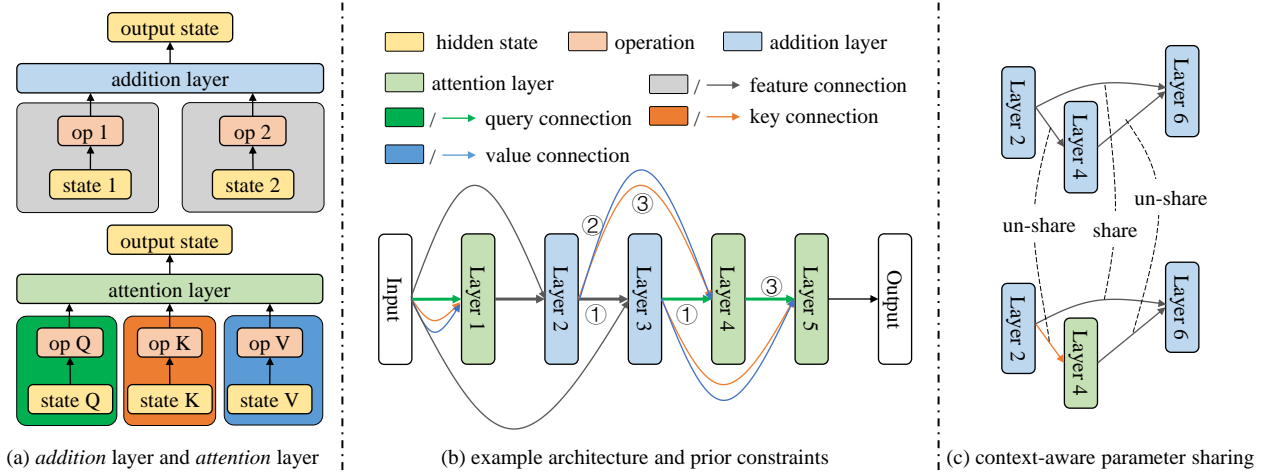 output state
addition layer
op 1
op 2
state 1
state 2
output state
attention layer
op Q
op K
op V
state Q
state K
state V
(a) addition layer and attention layer
hidden state
operation
addition layer
attention layer
/ feature connection
/ query connection
/ key connection
/ value connection
②
③
Input
Layer 1
Layer 2
①
Layer 3
①
Layer 4
③
Layer 5
Output
(b) example architecture and prior constraints
Layer 2
Layer 4
Layer 6
un-share
share
un-share
Layer 2
Layer 4
Layer 6
(c) context-aware parameter sharing